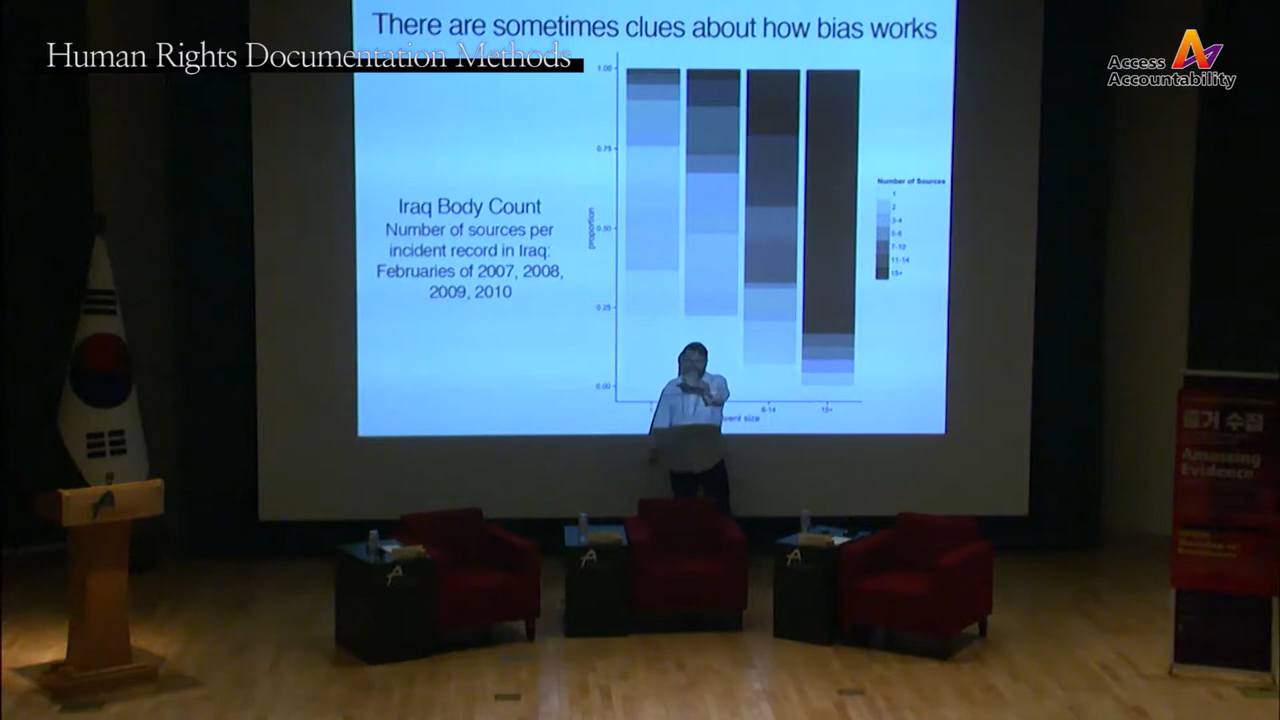 There are sometimes clues about how bias works
Human Rights Documentation Methods
Access
Accountability
1.00
0.75
0.50
0.25
0.00
proportion
Iraq Body Count
Number of sources per
incident record in Iraq:
Februaries of 2007, 2008,
2009, 2010
Number of Sources
1
2
3-4
5-6
7-10
11-14
15+
6-14
15+
size
증거 수집
Amassing
Evidence